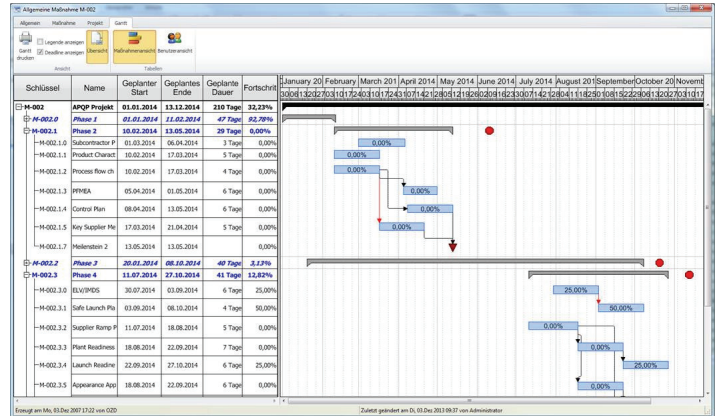 Allgemeine Maßnahme M-002
Allgemein Maßnahme Projekt Gantt
Gantt drucken
Legende anzeigen
Deadline anzeigen
Übersicht
Maßnahmenansicht
Benutzeransicht
Ansicht
Tabellen
Schlüssel Name Geplanter Start Geplantes Ende Geplante Dauer Fortschrit
January 20 February March 201 April 2014 May 2014 June 2014 July 2014 August 201 September October 20 Novemb
M-002 APQP Projekt 01.01.2014 13.12.2014 210 Tage 32,23%
M-002.0 Phase 1 01.01.2014 11.02.2014 47 Tage 92,78%
M-002.1 Phase 2 10.02.2014 13.05.2014 29 Tage 0,00%
M-002.1.0 Subcontractor P 01.03.2014 06.04.2014 3 Tage 0,00% 0,00%
M-002.1.1 Product Charact 10.02.2014 17.03.2014 5 Tage 0,00% 0,00%
M-002.1.2 Process flow ch 10.02.2014 17.03.2014 4 Tage 0,00% 0,00%
M-002.1.3 PFMEA 05.04.2014 01.05.2014 6 Tage 0,00% 0,00%
M-002.1.4 Control Plan 08.04.2014 13.05.2014 6 Tage 0,00% 0,00%
M-002.1.5 Key Supplier Me 17.03.2014 21.04.2014 5 Tage 0,00% 0,00%
M-002.1.7 Meilenstein 2 13.05.2014 13.05.2014 0,00%
M-002.2 Phase 3 20.01.2014 08.10.2014 40 Tage 3,13%
M-002.3 Phase 4 11.07.2014 27.10.2014 41 Tage 12,82%
M-002.3.0 ELV/IMDS 30.07.2014 03.09.2014 6 Tage 25,00% 25,00%
M-002.3.1 Safe Launch Pla 03.09.2014 08.10.2014 4 Tage 50,00% 50,00%
M-002.3.2 Supplier Ramp P 11.07.2014 18.08.2014 5 Tage 0,00% 0,00%
M-002.3.3 Plant Readiness 18.08.2014 22.09.2014 7 Tage 0,00% 0,00%
M-002.3.4 Launch Readine 22.09.2014 27.10.2014 6 Tage 25,00% 25,00%
M-002.3.5 Appearance App 18.08.2014 22.09.2014 6 Tage 0,00% 0,00%
Erzeugt am Mo, 03.Dez 2007 17:22 von OZD Zuletzt geändert am Di, 03.Dez 2013 09:37 von Administrator